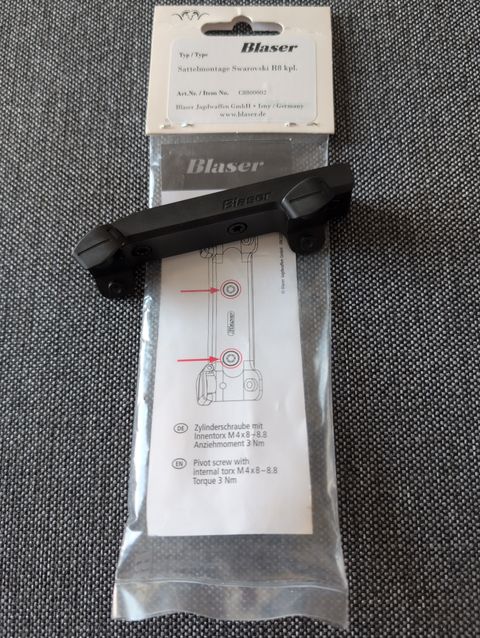 Blaser
Typ / Type
Sattelmontage Swarovski R8 kpl.
Art.Nr. / Item No. C8800002
Blaser Jagdwaffen GmbH • Isny / Germany
www.blaser.de
Blaser
Blaser
Blaser
DE Zylinderschraube mit
Innentorx M 4 x 8 – 8.8
Anziehmoment 3 Nm
EN Pivot screw with
internal torx M 4 x 8 – 8.8
Torque 3 Nm